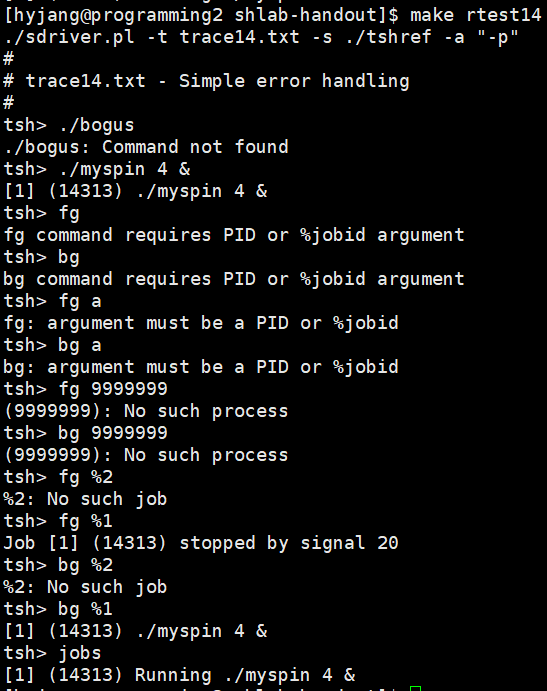 [hyjang@programming2 shlab-handout]$ make rtest14
./sdriver.pl -t trace14.txt -s ./tshref -a "-p"
#
# trace14.txt - Simple error handling
#
tsh> ./bogus
./bogus: Command not found
tsh> ./myspin 4 &
[1] (14313) ./myspin 4 &
tsh> fg
fg command requires PID or %jobid argument
tsh> bg
bg command requires PID or %jobid argument
tsh> fg a
fg: argument must be a PID or %jobid
tsh> bg a
bg: argument must be a PID or %jobid
tsh> fg 9999999
(9999999): No such process
tsh> bg 9999999
(9999999): No such process
tsh> fg %2
%2: No such job
tsh> fg %1
Job [1] (14313) stopped by signal 20
tsh> bg %2
%2: No such job
tsh> bg %1
[1] (14313) ./myspin 4 &
tsh> jobs
[1] (14313) Running ./myspin 4 &